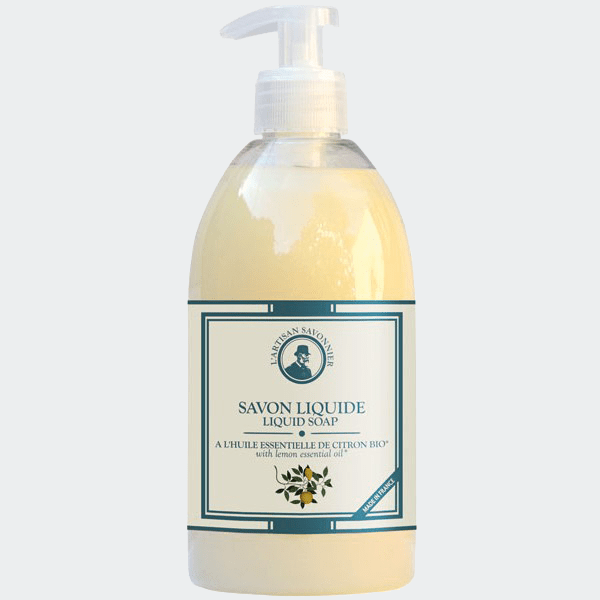 L'ARTISAN SAVONNIER
SAVON LIQUIDE
LIQUID SOAP
A L'HUILE ESSENTIELLE DE CITRON BIO*
with lemon essential oil*
MADE IN FRANCE